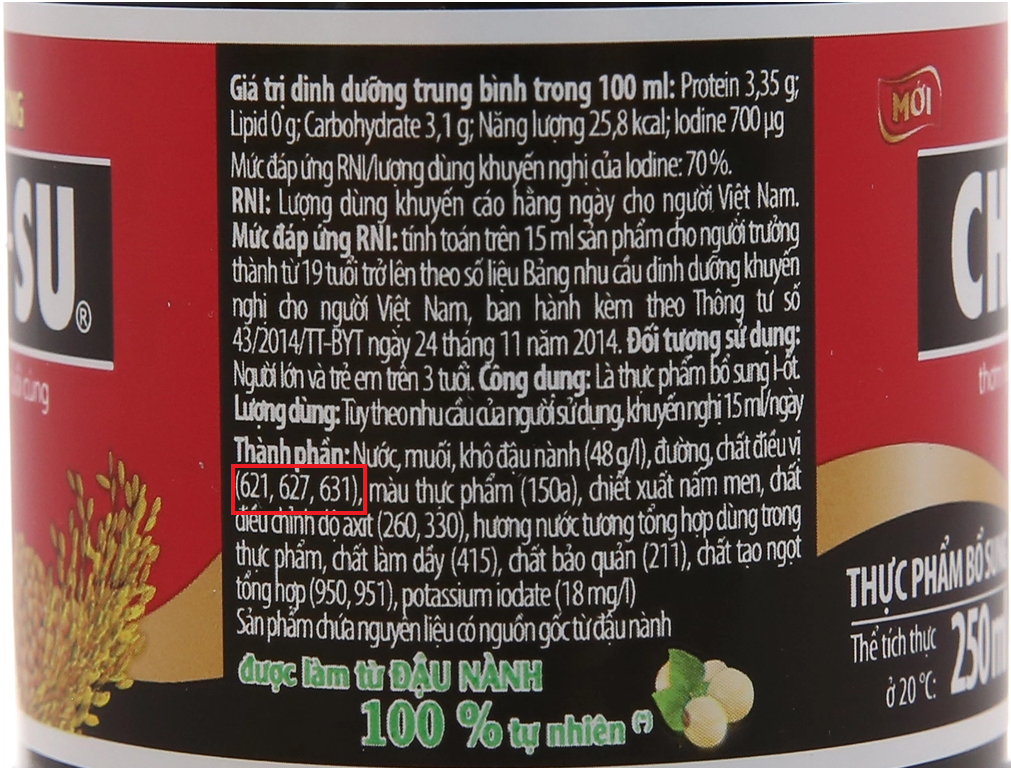 Giá trị dinh dưỡng trung bình trong 100 ml: Protein 3,35 g;
Lipid 0 g; Carbohydrate 3,1 g; Năng lượng 25,8 kcal; Iodine 700 µg
Mức đáp ứng RNI/lượng dùng khuyến nghị của Iodine: 70 %.
RNI: Lượng dùng khuyến cáo hằng ngày cho người Việt Nam.
Mức đáp ứng RNI: tính toán trên 15 ml sản phẩm cho người trưởng
thành từ 19 tuổi trở lên theo số liệu Bảng nhu cầu dinh dưỡng khuyến
nghị cho người Việt Nam, ban hành kèm theo Thông tư số
43/2014/TT-BYT ngày 24 tháng 11 năm 2014. Đối tượng sử dụng:
Người lớn và trẻ em trên 3 tuổi. Công dụng: Là thực phẩm bổ sung I-ốt.
Lượng dùng: Tùy theo nhu cầu của người sử dụng, khuyến nghị 15 ml/ngày
Thành phần: Nước, muối, khô đậu nành (48 g/l), đường, chất điều vị
(621, 627, 631), màu thực phẩm (150a), chiết xuất nấm men, chất
điều chỉnh độ axít (260, 330), hương nước tương tổng hợp dùng trong
thực phẩm, chất làm dầy (415), chất bảo quản (211), chất tạo ngọt
tổng hợp (950, 951), potassium iodate (18 mg/l)
Sản phẩm chứa nguyên liệu có nguồn gốc từ đậu nành
được làm từ ĐẬU NÀNH
100 % tự nhiên (*)
-SU®
MỚI
CH
THỰC PHẨM BỔ SUNG
Thể tích thực
ở 20 °C:
250 ml